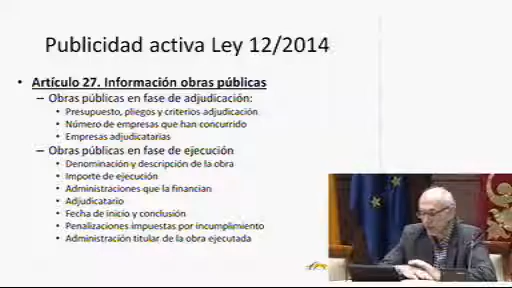 Publicidad activa Ley 12/2014
• Artículo 27. Información obras públicas
– Obras públicas en fase de adjudicación:
• Presupuesto, pliegos y criterios adjudicación
• Número de empresas que han concurrido
• Empresas adjudicatarias
– Obras públicas en fase de ejecución
• Denominación y descripción de la obra
• Importe de ejecución
• Administraciones que la financian
• Adjudicatario
• Fecha de inicio y conclusión
• Penalizaciones impuestas por incumplimiento
• Administración titular de la obra ejecutada